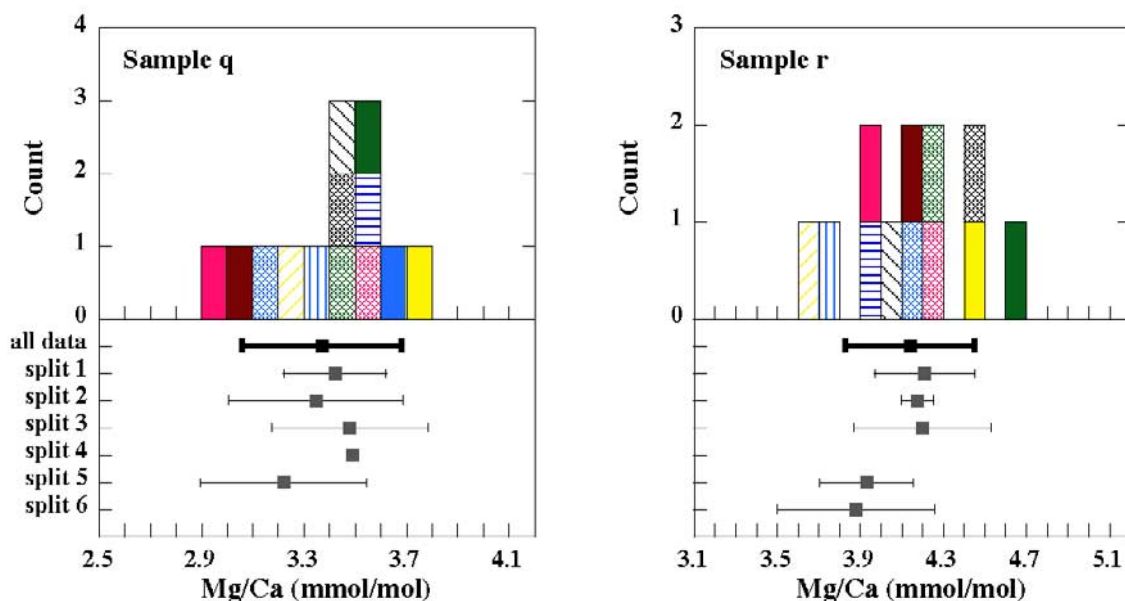 Sample q
Count
4
3
2
1
0
all data
split 1
split 2
split 3
split 4
split 5
split 6
2.5 2.9 3.3 3.7 4.1
Mg/Ca (mmol/mol)
Sample r
Count
3
2
1
0
3.1 3.5 3.9 4.3 4.7 5.1
Mg/Ca (mmol/mol)